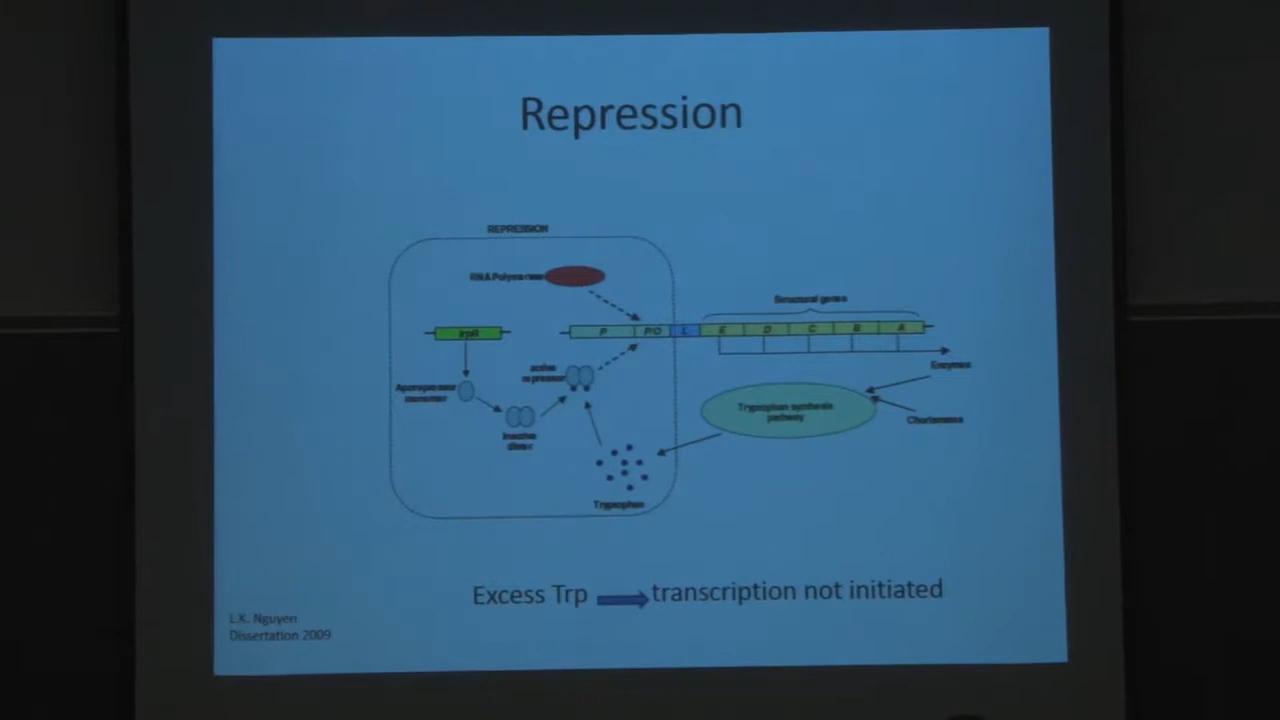 Repression
REPRESSION
RNA Polymerase
Structural genes
trpR
P
P/O
L
E
D
C
B
A
Enzymes
active
repressor
Aporepressor
monomer
Tryptophan synthesis
pathway
Chorismate
Inactive
dimer
Tryptophan
Excess Trp
transcription not initiated
L.K. Nguyen
Dissertation 2009